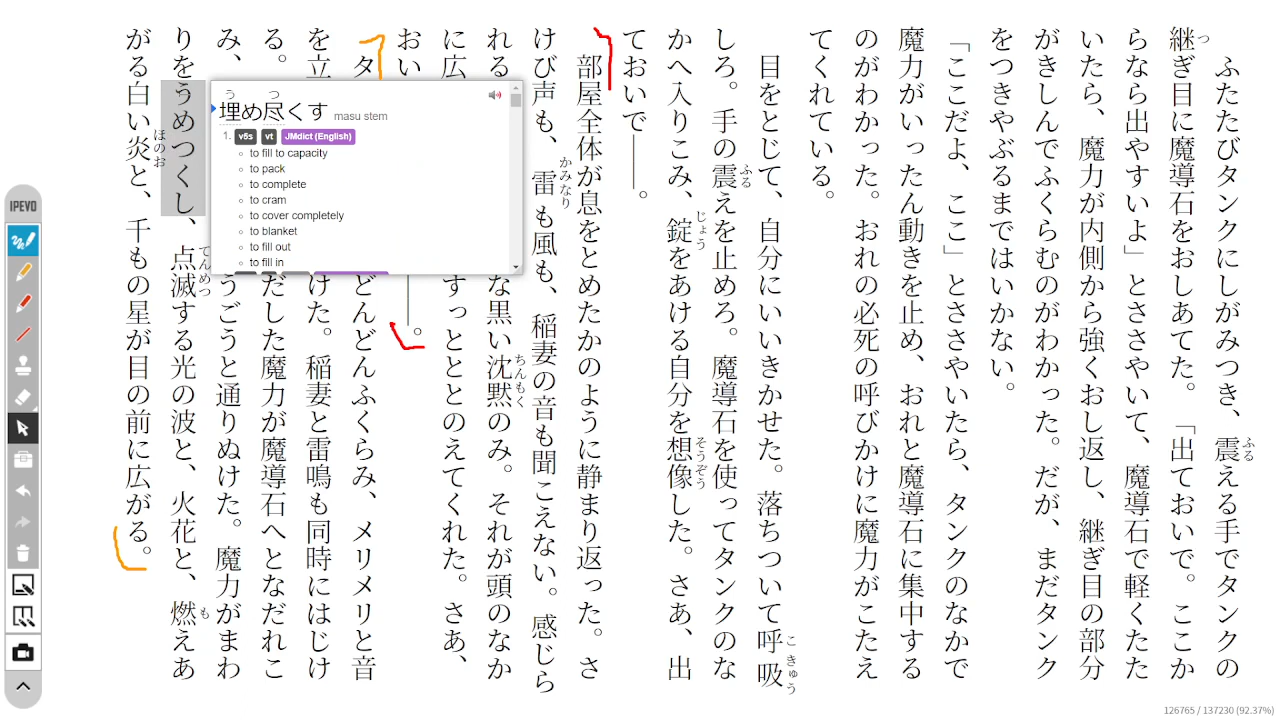 ふたたびタンクにしがみつき、震える手でタンクの
継ぎ目に魔導石をおしあてた。「出ておいで。ここか
らなら出やすいよ」とささやいて、魔導石で軽くたた
いたら、魔力が内側から強くおし返し、継ぎ目の部分
がきしんでふくらむのがわかった。だが、まだタンク
をつきやぶるまではいかない。
「ここだよ、ここ」とささやいたら、タンクのなかで
魔力がいったん動きを止め、おれと魔導石に集中する
のがわかった。おれの必死の呼びかけに魔力がこたえ
てくれている。
目をとじて、自分にいいきかせた。落ちついて呼吸
しろ。手の震えを止めろ。魔導石を使ってタンクのな
かへ入りこみ、錠をあける自分を想像した。さあ、出
ておいで――。
部屋全体が息をとめたかのように静まり返った。さ
けび声も、雷も風も、稲妻の音も聞こえない。感じら
れる な黒い沈黙のみ。それが頭のなか
に広 すっとととのえてくれた。さあ、
おい ―。
タ どんどんふくらみ、メリメリと音
を立 けた。稲妻と雷鳴も同時にはじけ
る。 だした魔力が魔導石へとなだれこ
み、 うごうと通りぬけた。魔力がまわ
りをうめつくし、点滅する光の波と、火花と、燃えあ
がる白い炎と、千もの星が目の前に広がる。
埋め尽くす masu stem
1. v5s vt JMdict (English)
to fill to capacity
to pack
to complete
to cram
to cover completely
to blanket
to fill out
to fill in
IPEVO
126765 / 137230 (92.37%)